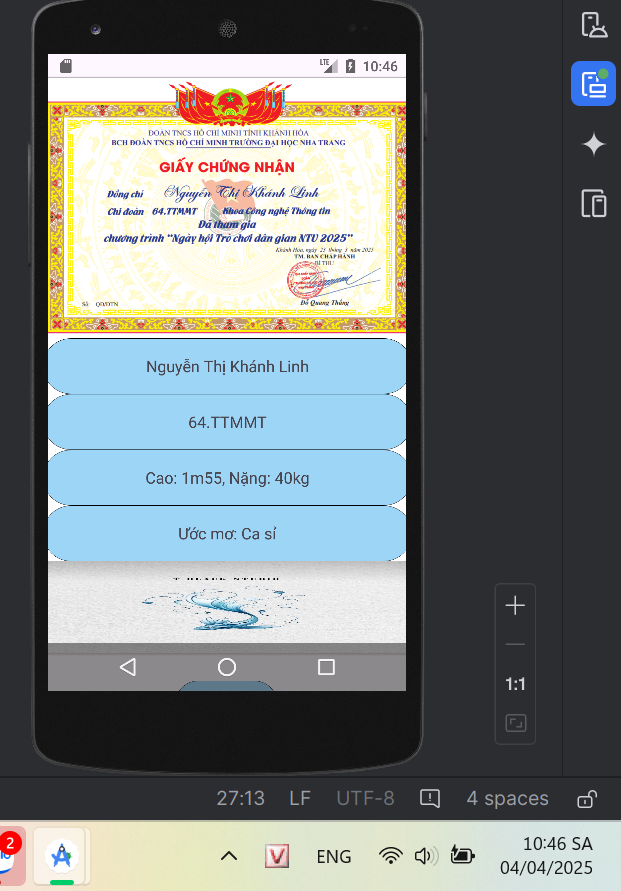 LTE 10:46
ĐOÀN TNCS HỒ CHÍ MINH TỈNH KHÁNH HÒA
BCH ĐOÀN TNCS HỒ CHÍ MINH TRƯỜNG ĐẠI HỌC NHA TRANG
GIẤY CHỨNG NHẬN
Đồng chí Nguyễn Thị Khánh Linh
Chi đoàn 64.TTMMT Khoa Công nghệ Thông tin
Đã tham gia
chương trình "Ngày hội Trò chơi dân gian NTU 2025"
Khánh Hòa, ngày 23 tháng 3 năm 2025
TM. BAN CHẤP HÀNH
BÍ THƯ
Số: QĐ/ĐTN
Đỗ Quang Thắng
Nguyễn Thị Khánh Linh
64.TTMMT
Cao: 1m55, Nặng: 40kg
Ước mơ: Ca sỉ
1:1
27:13 LF UTF-8 4 spaces
2
V ENG 10:46 SA
04/04/2025